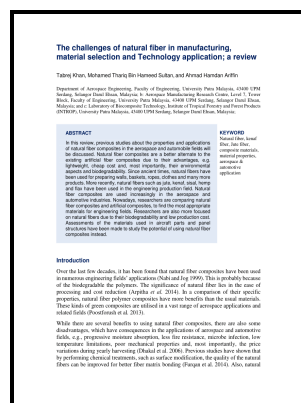 The challenges of natural fiber in manufacturing,
material selection and Technology application; a review
Tabrej Khan, Mohamed Thariq Bin Hameed Sultan, and Ahmad Hamdan Ariffin
Department of Aerospace Engineering, Faculty of Engineering, University Putra Malaysia, 43400 UPM
Serdang, Selangor Darul Ehsan, Malaysia; b: Aerospace Manufacturing Research Centre, Level 7, Tower
Block, Faculty of Engineering, University Putra Malaysia, 43400 UPM Serdang, Selangor Darul Ehsan,
Malaysia; and c: Laboratory of Biocomposite Technology, Institute of Tropical Forestry and Forest Products
(INTROP), University Putra Malaysia, 43400 UPM Serdang, Selangor Darul Ehsan, Malaysia.
ABSTRACT
In this review, previous studies about the properties and applications
of natural fiber composites in the aerospace and automobile fields will
be discussed. Natural fiber composites are a better alternate to the
existing artificial fiber composites due to their advantages, e.g.
lightweight, cheap cost and, most importantly, their environmental
aspects and biodegradability. Since ancient times, natural fibers have
been used for preparing walls, baskets, ropes, clothes and many more
products. More recently, natural fibers such as jute, kenaf, sisal, hemp
and flax have been used in the engineering production field. Natural
fiber composites are used increasingly in the aerospace and
automotive industries. Nowadays, researchers are comparing natural
fiber composites and artificial composites, to find the most appropriate
materials for engineering fields. Researchers are also more focused
on natural fibers due to their biodegradability and low production cost.
Assessments of the materials used in aircraft parts and panel
structures have been made to study the potential of using natural fiber
composites instead.
KEYWORD
Natural fiber, kenaf
fiber, Jute fiber,
composite materials,
material properties,
aerospace &
automotive
application
Introduction
Over the last few decades, it has been found that natural fiber composites have been used
in numerous engineering fields' applications (Nabi and Jog 1999). This is probably because
of the biodegradable of the polymers. The significance of natural fiber lies in the ease of
processing and cost reduction (Arpitha et al. 2014). In a comparison of their specific
properties, natural fiber polymer composites have more benefits than the usual materials.
These kinds of green composites are utilised in a vast range of aerospace applications and
related fields (Poostforush et al. 2013).
While there are several benefits to using natural fiber composites, there are also some
disadvantages, which have consequences in the applications of aerospace and automotive
fields, e.g., progressive moisture absorption, less fire resistance, microbe infection, low
temperature limitations, poor mechanical properties and, most importantly, the price
variations during yearly harvesting (Dhakal et al. 2006). Previous studies have shown that
by performing chemical treatments, such as surface modification, the quality of the natural
fibers can be improved for better fiber matrix bonding (Furqan et al. 2014). Also, natural